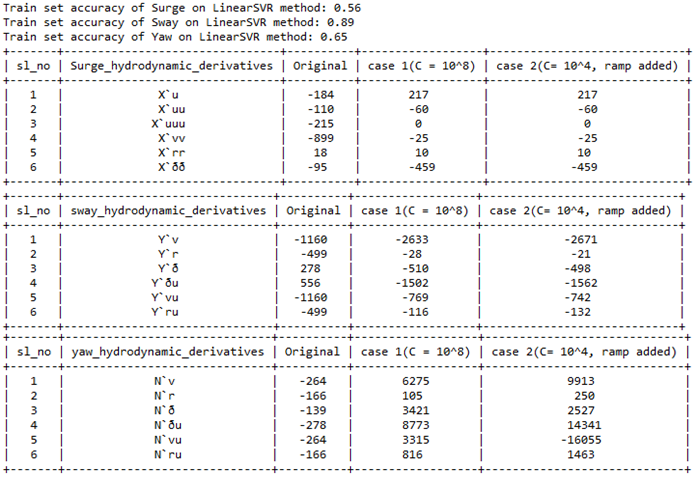 Train set accuracy of Surge on LinearSVR method: 0.56
Train set accuracy of Sway on LinearSVR method: 0.89
Train set accuracy of Yaw on LinearSVR method: 0.65
| sl_no | Surge_hydrodynamic_derivatives | Original | case 1(C = 10^8) | case 2(C= 10^4, ramp added) |
| 1 | X`u | -184 | 217 | 217 |
| 2 | X`uu | -110 | -60 | -60 |
| 3 | X`uuu | -215 | 0 | 0 |
| 4 | X`vv | -899 | -25 | -25 |
| 5 | X`rr | 18 | 10 | 10 |
| 6 | X`ðð | -95 | -459 | -459 |
| sl_no | sway_hydrodynamic_derivatives | Original | case 1(C = 10^8) | case 2(C= 10^4, ramp added) |
| 1 | Y`v | -1160 | -2633 | -2671 |
| 2 | Y`r | -499 | -28 | -21 |
| 3 | Y`ð | 278 | -510 | -498 |
| 4 | Y`ðu | 556 | -1502 | -1562 |
| 5 | Y`vu | -1160 | -769 | -742 |
| 6 | Y`ru | -499 | -116 | -132 |
| sl_no | yaw_hydrodynamic_derivatives | Original | case 1(C = 10^8) | case 2(C= 10^4, ramp added) |
| 1 | N`v | -264 | 6275 | 9913 |
| 2 | N`r | -166 | 105 | 250 |
| 3 | N`ð | -139 | 3421 | 2527 |
| 4 | N`ðu | -278 | 8773 | 14341 |
| 5 | N`vu | -264 | 3315 | -16055 |
| 6 | N`ru | -166 | 816 | 1463 |